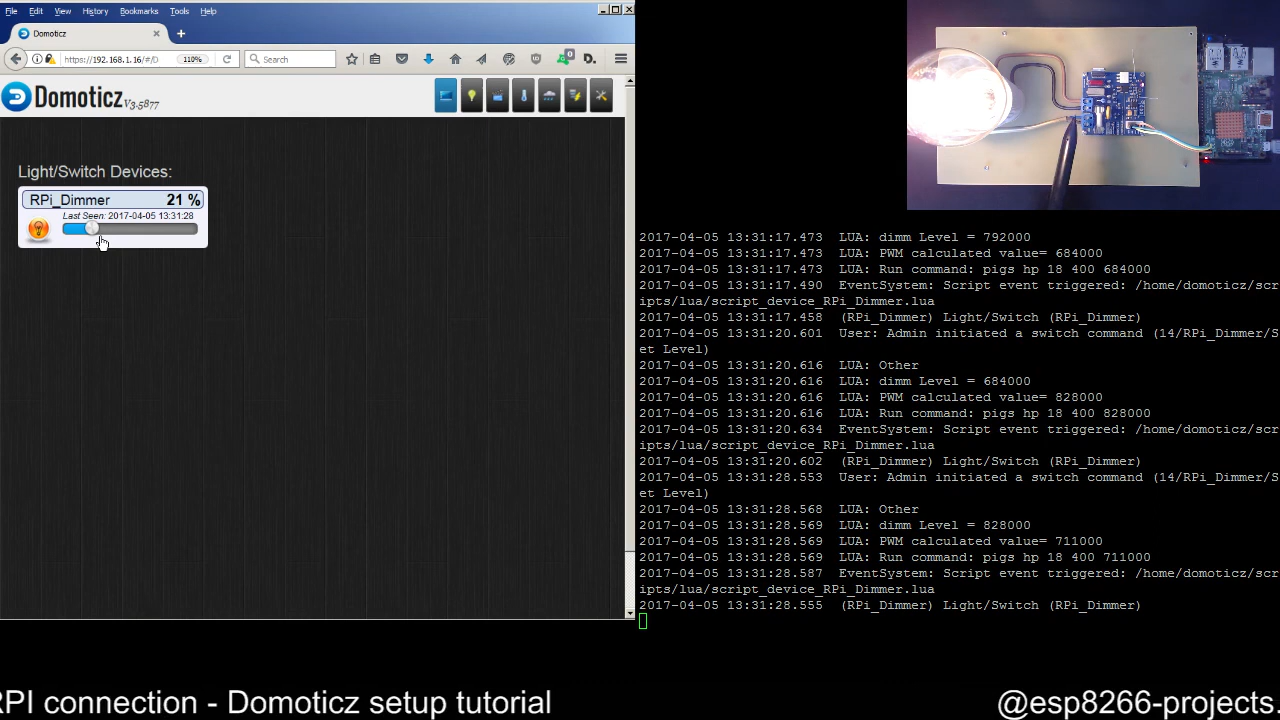 File Edit View History Bookmarks Tools Help
Domoticz
https://192.168.1.16/#/D 110% Search
Domoticz V3.5877
Light/Switch Devices:
RPi_Dimmer 21 %
Last Seen: 2017-04-05 13:31:28
2017-04-05 13:31:17.473 LUA: dimm Level = 792000
2017-04-05 13:31:17.473 LUA: PWM calculated value= 684000
2017-04-05 13:31:17.473 LUA: Run command: pigs hp 18 400 684000
2017-04-05 13:31:17.490 EventSystem: Script event triggered: /home/domoticz/scr
ipts/lua/script_device_RPi_Dimmer.lua
2017-04-05 13:31:17.458 (RPi_Dimmer) Light/Switch (RPi_Dimmer)
2017-04-05 13:31:20.601 User: Admin initiated a switch command (14/RPi_Dimmer/S
et Level)
2017-04-05 13:31:20.616 LUA: Other
2017-04-05 13:31:20.616 LUA: dimm Level = 684000
2017-04-05 13:31:20.616 LUA: PWM calculated value= 828000
2017-04-05 13:31:20.616 LUA: Run command: pigs hp 18 400 828000
2017-04-05 13:31:20.634 EventSystem: Script event triggered: /home/domoticz/scr
ipts/lua/script_device_RPi_Dimmer.lua
2017-04-05 13:31:20.602 (RPi_Dimmer) Light/Switch (RPi_Dimmer)
2017-04-05 13:31:28.553 User: Admin initiated a switch command (14/RPi_Dimmer/S
et Level)
2017-04-05 13:31:28.568 LUA: Other
2017-04-05 13:31:28.569 LUA: dimm Level = 828000
2017-04-05 13:31:28.569 LUA: PWM calculated value= 711000
2017-04-05 13:31:28.569 LUA: Run command: pigs hp 18 400 711000
2017-04-05 13:31:28.587 EventSystem: Script event triggered: /home/domoticz/scr
ipts/lua/script_device_RPi_Dimmer.lua
2017-04-05 13:31:28.555 (RPi_Dimmer) Light/Switch (RPi_Dimmer)
RPI connection - Domoticz setup tutorial @esp8266-projects.